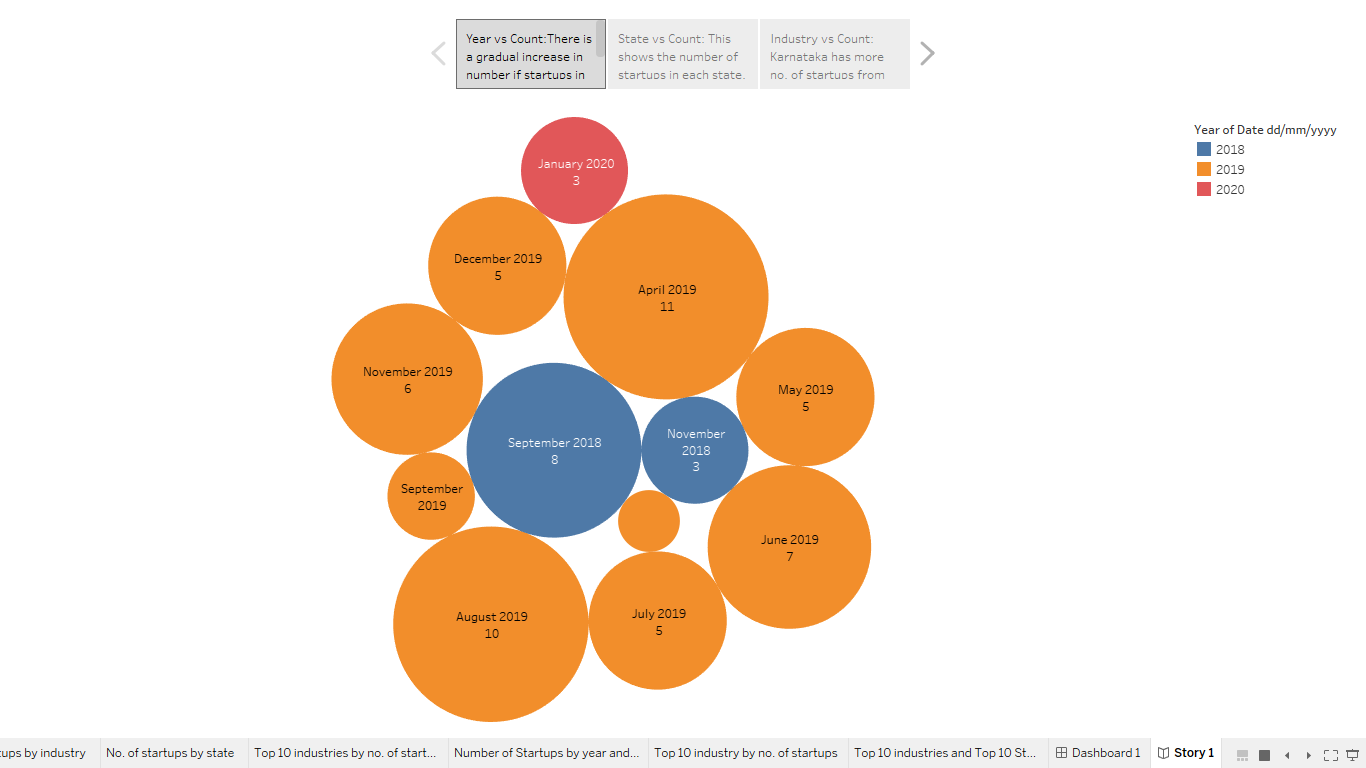 Year vs Count:There is
a gradual increase in
number if startups in
State vs Count: This
shows the number of
startups in each state.
Industry vs Count:
Karnataka has more
no. of startups from
Year of Date dd/mm/yyyy
2018
2019
2020
January 2020
3
December 2019
5
April 2019
11
November 2019
6
May 2019
5
September 2018
8
November
2018
3
September
2019
June 2019
7
August 2019
10
July 2019
5
tups by industry
No. of startups by state
Top 10 industries by no. of start...
Number of Startups by year and...
Top 10 industry by no. of startups
Top 10 industries and Top 10 St...
Dashboard 1
Story 1